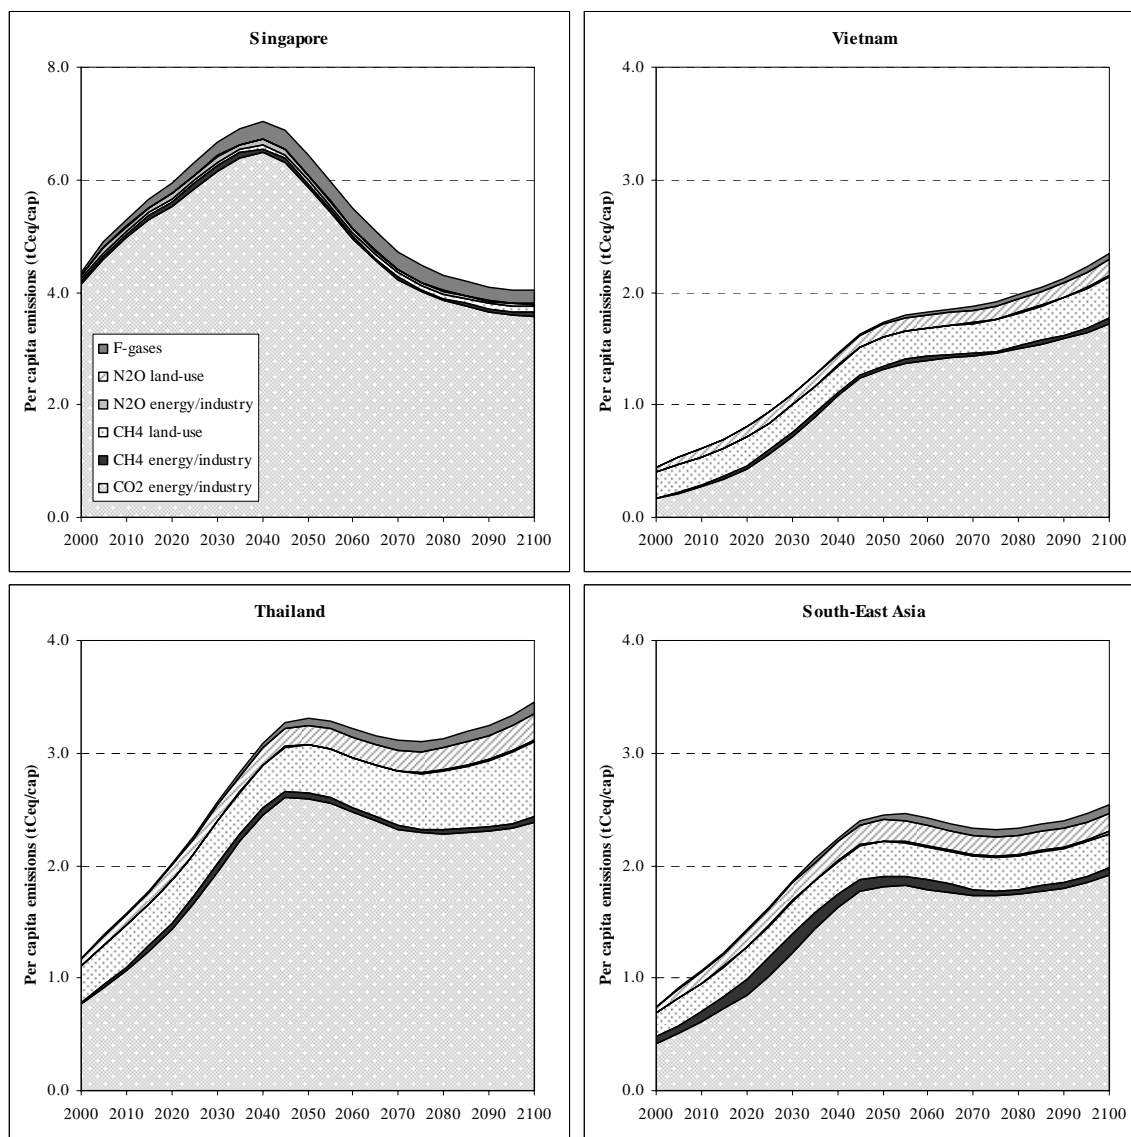 Singapore
Per capita emissions (tCeq/cap)
8.0
6.0
4.0
2.0
0.0
F-gases
N2O land-use
N2O energy/industry
CH4 land-use
CH4 energy/industry
CO2 energy/industry
2000 2010 2020 2030 2040 2050 2060 2070 2080 2090 2100
Vietnam
Per capita emissions (tCeq/cap)
4.0
3.0
2.0
1.0
0.0
2000 2010 2020 2030 2040 2050 2060 2070 2080 2090 2100
Thailand
Per capita emissions (tCeq/cap)
4.0
3.0
2.0
1.0
0.0
2000 2010 2020 2030 2040 2050 2060 2070 2080 2090 2100
South-East Asia
Per capita emissions (tCeq/cap)
4.0
3.0
2.0
1.0
0.0
2000 2010 2020 2030 2040 2050 2060 2070 2080 2090 2100